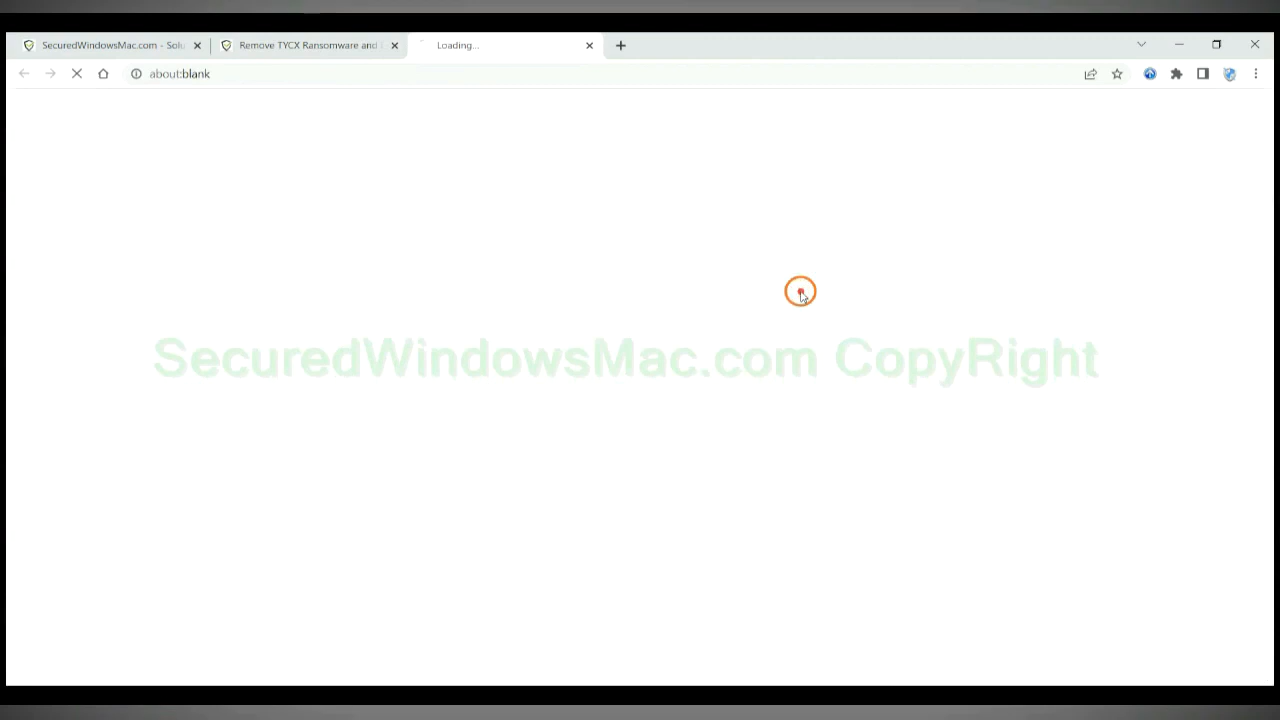 SecuredWindowsMac.com - Solu
Remove TYCX Ransomware and
Loading...
about:blank
SecuredWindowsMac.com CopyRight